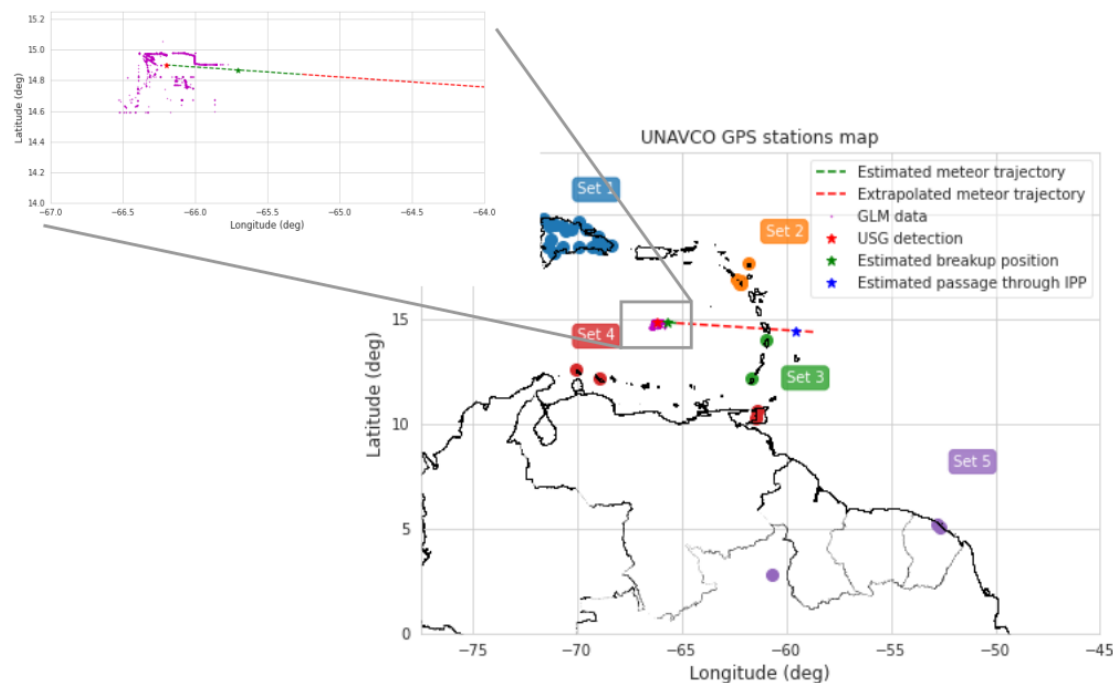 15.2
15.0
14.8
14.6
14.4
14.2
14.0
Latitude (deg)
−67.0 −66.5 −66.0 −65.5 −65.0 −64.5 −64.0
Longitude (deg)
UNAVCO GPS stations map
Estimated meteor trajectory
Extrapolated meteor trajectory
GLM data
USG detection
Estimated breakup position
Estimated passage through IPP
Set 1
Set 2
Set 4
Set 3
Set 5
15
10
5
0
Latitude (deg)
−75 −70 −65 −60 −55 −50 −45
Longitude (deg)